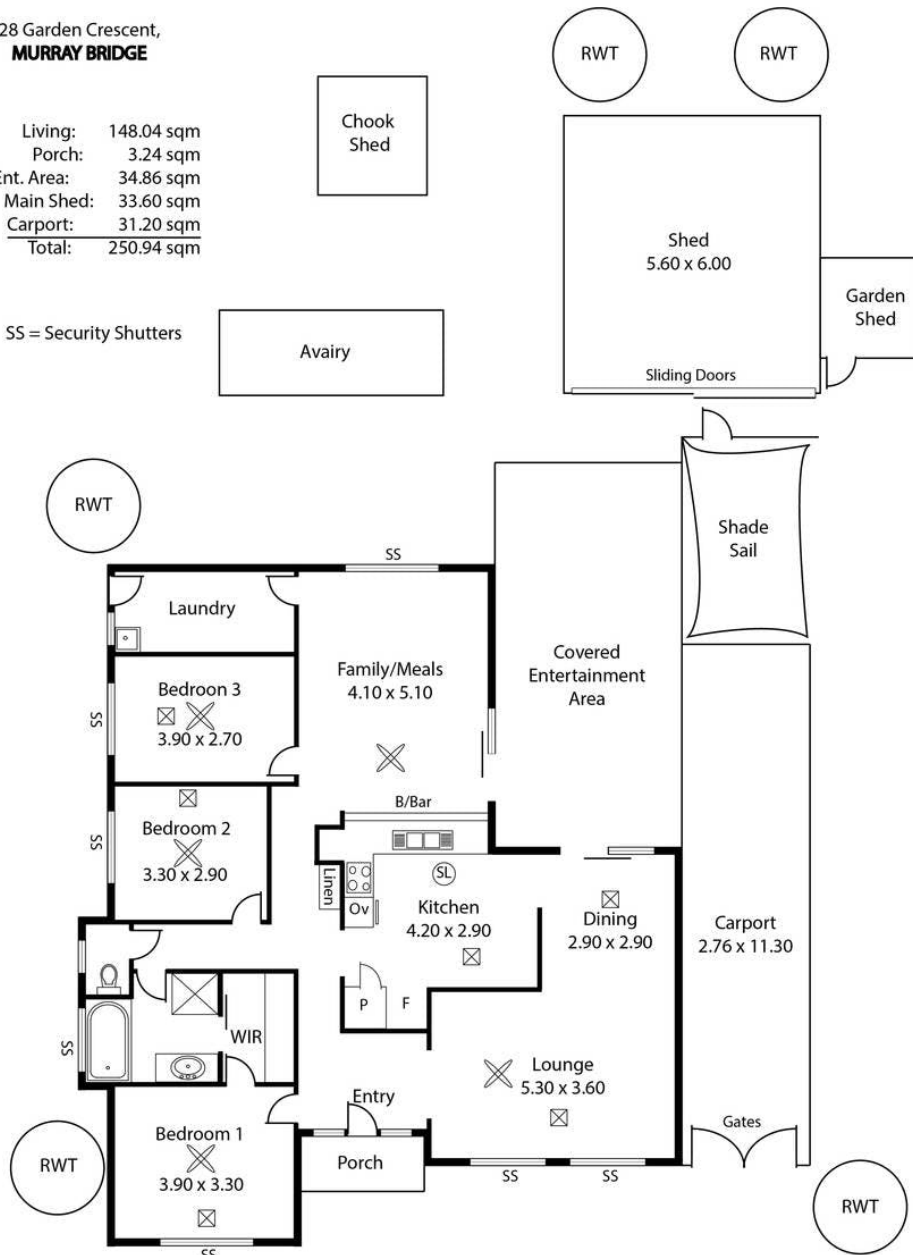 28 Garden Crescent,
MURRAY BRIDGE
Living: 148.04 sqm
Porch: 3.24 sqm
Ent. Area: 34.86 sqm
Main Shed: 33.60 sqm
Carport: 31.20 sqm
Total: 250.94 sqm
SS = Security Shutters
RWT
RWT
Chook
Shed
Shed
5.60 x 6.00
Sliding Doors
Garden
Shed
Avairy
RWT
Shade
Sail
SS
Laundry
Family/Meals
4.10 x 5.10
Covered
Entertainment
Area
Bedroon 3
3.90 x 2.70
SS
B/Bar
Bedroom 2
3.30 x 2.90
SS
Linen
SL
Ov
Kitchen
4.20 x 2.90
Dining
2.90 x 2.90
Carport
2.76 x 11.30
P
F
WIR
SS
Lounge
5.30 x 3.60
Entry
Gates
Bedroom 1
3.90 x 3.30
Porch
SS
SS
RWT
RWT
SS